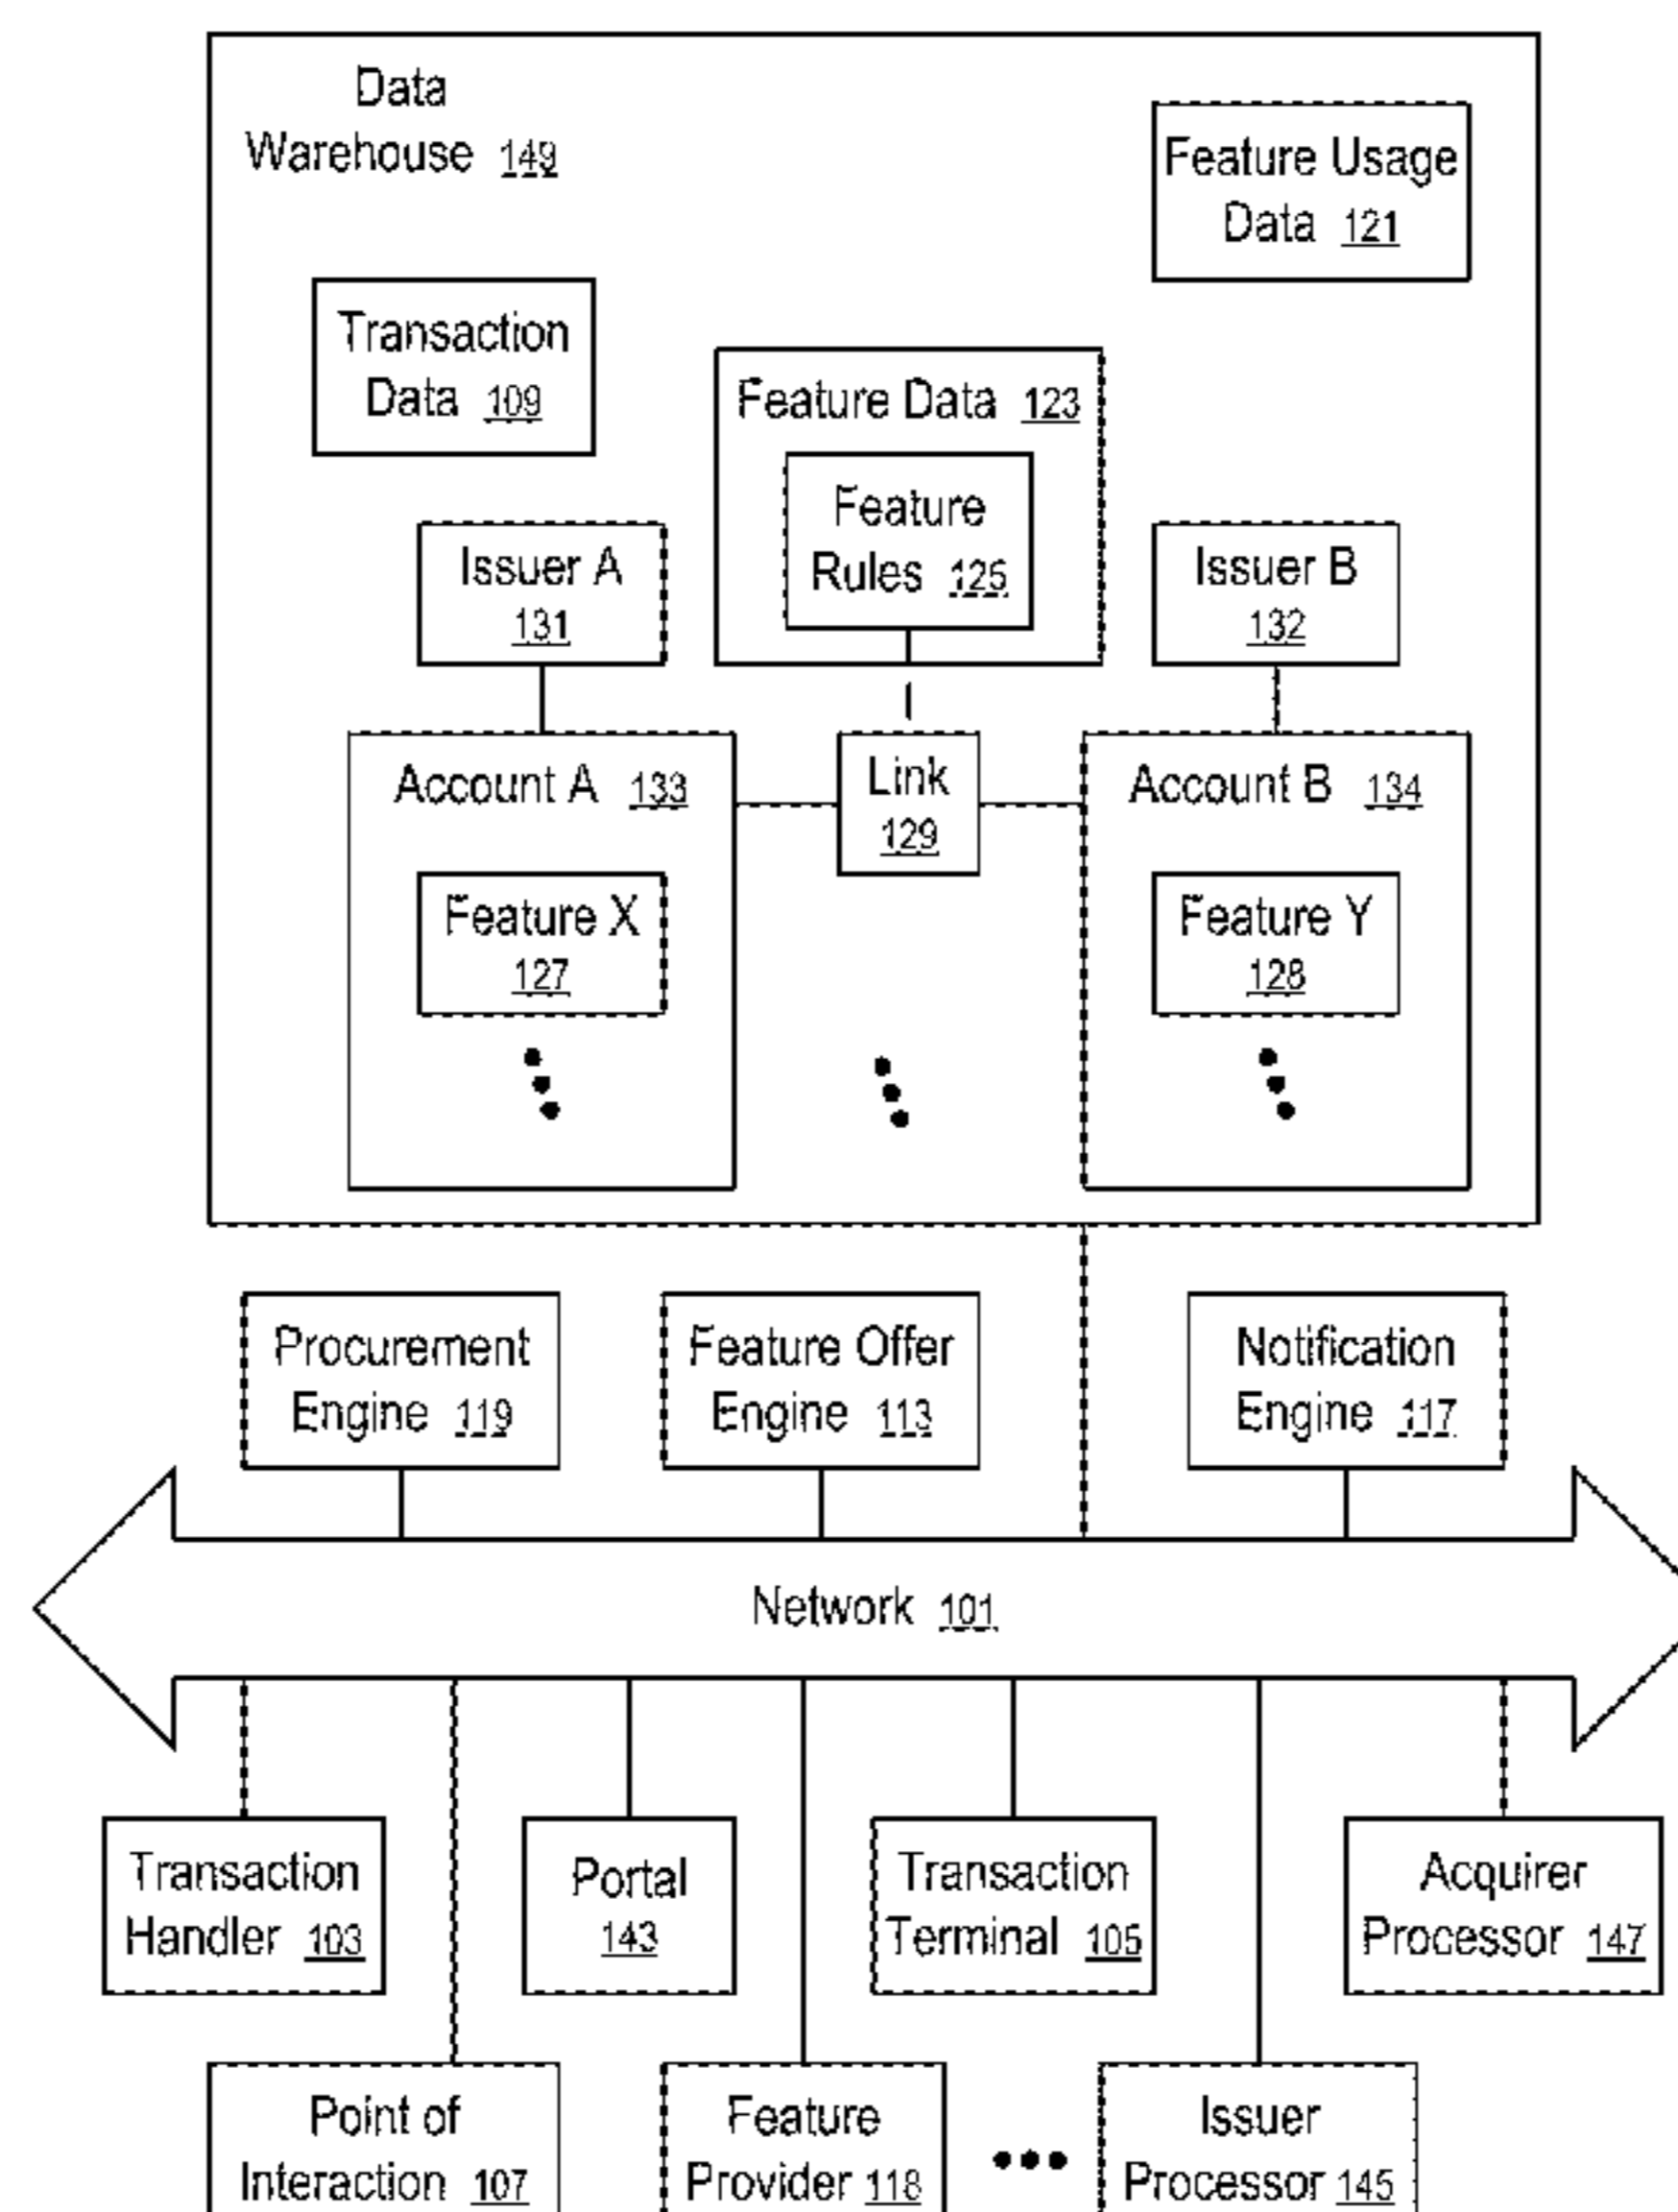 Data
Warehouse 149
Feature Usage
Data 121
Transaction
Data 109
Feature Data 123
Feature
Rules 125
Issuer A
131
Issuer B
132
Account A 133
Link
129
Account B 134
Feature X
127
Feature Y
128
Procurement
Engine 119
Feature Offer
Engine 113
Notification
Engine 117
Network 101
Transaction
Handler 103
Portal
143
Transaction
Terminal 105
Acquirer
Processor 147
Point of
Interaction 107
Feature
Provider 118
Issuer
Processor 145